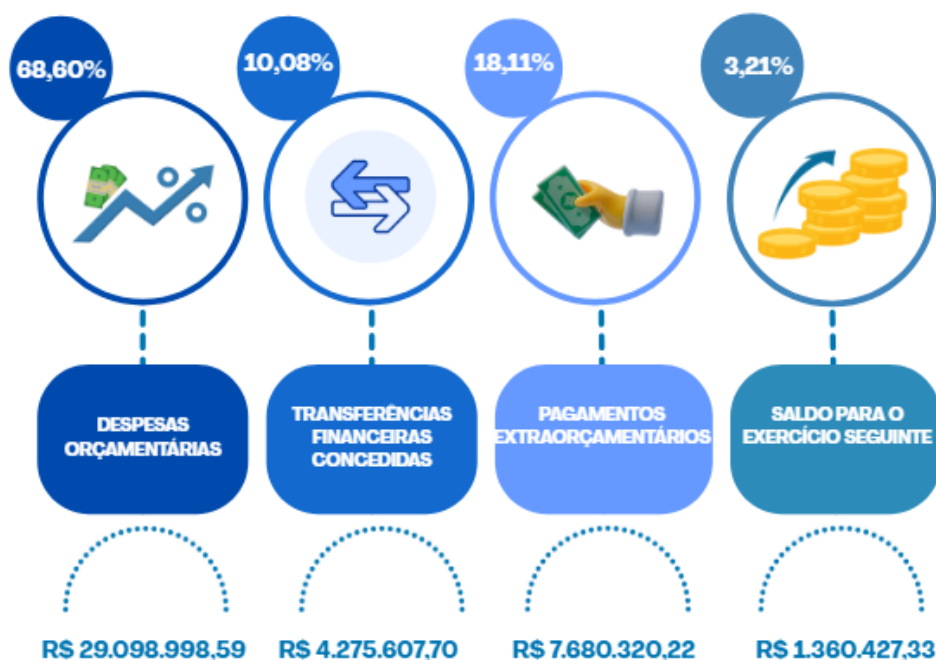 68,60%
10,08%
18,11%
3,21%
DESPESAS
ORÇAMENTÁRIAS
TRANSFERÊNCIAS
FINANCEIRAS
CONCEDIDAS
PAGAMENTOS
EXTRAORÇAMENTÁRIOS
SALDO PARA O
EXERCÍCIO SEGUINTE
R$ 29.098.998,59
R$ 4.275.607,70
R$ 7.680.320,22
R$ 1.360.427,33